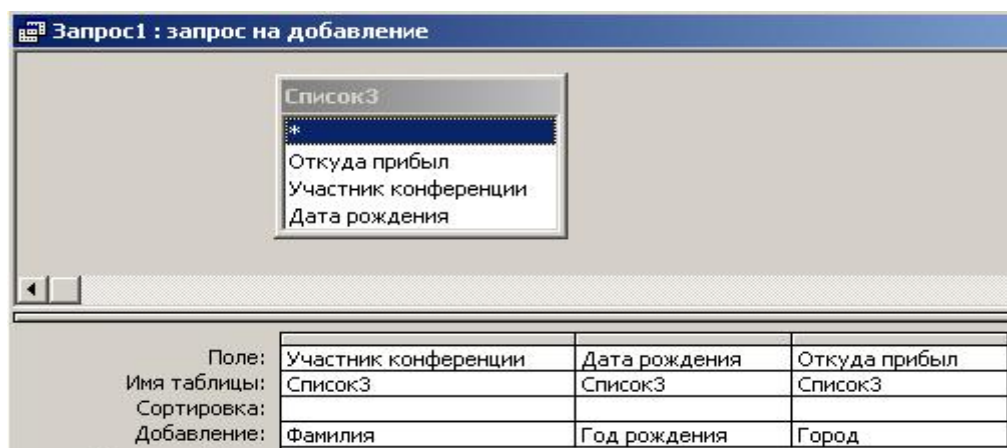 Запрос1 : запрос на добавление
Список3
*
Откуда прибыл
Участник конференции
Дата рождения
Поле: Участник конференции Дата рождения Откуда прибыл
Имя таблицы: Список3 Список3 Список3
Сортировка:
Добавление: Фамилия Год рождения Город